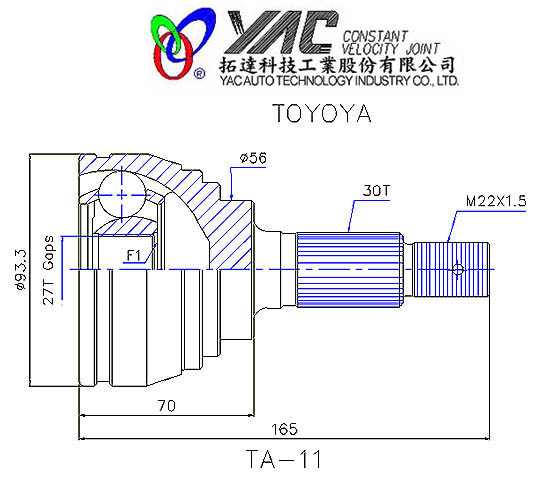 YAC CONSTANT
VELOCITY JOINT
®
拓達科技工業股份有限公司
YAC AUTO TECHNOLOGY INDUSTRY CO., LTD.
TOYOYA
ø56
30T
M22X1.5
ø93.3
27T Gaps
F1
70
165
TA-11